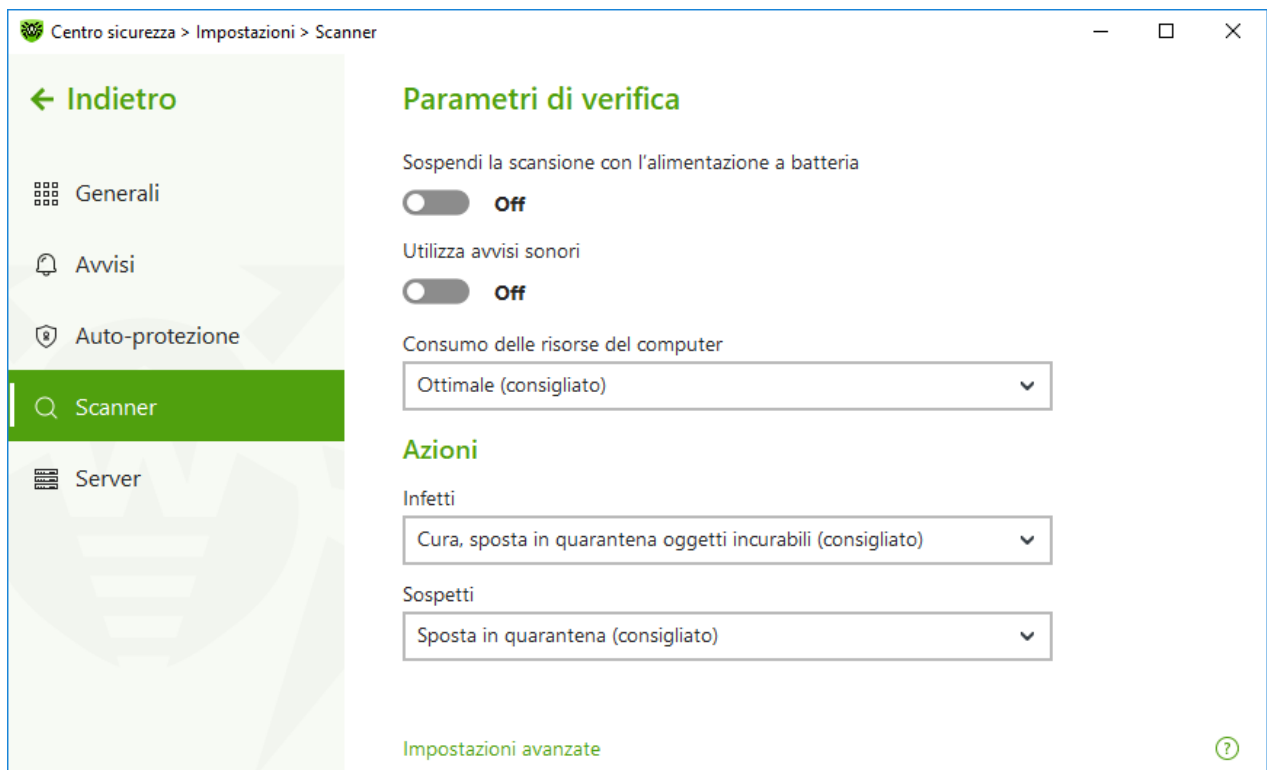 Centro sicurezza > Impostazioni > Scanner
Indietro
Generali
Avvisi
Auto-protezione
Scanner
Server
Parametri di verifica
Sospendi la scansione con l'alimentazione a batteria
Off
Utilizza avvisi sonori
Off
Consumo delle risorse del computer
Ottimale (consigliato)
Azioni
Infetti
Cura, sposta in quarantena oggetti incurabili (consigliato)
Sospetti
Sposta in quarantena (consigliato)
Impostazioni avanzate
?